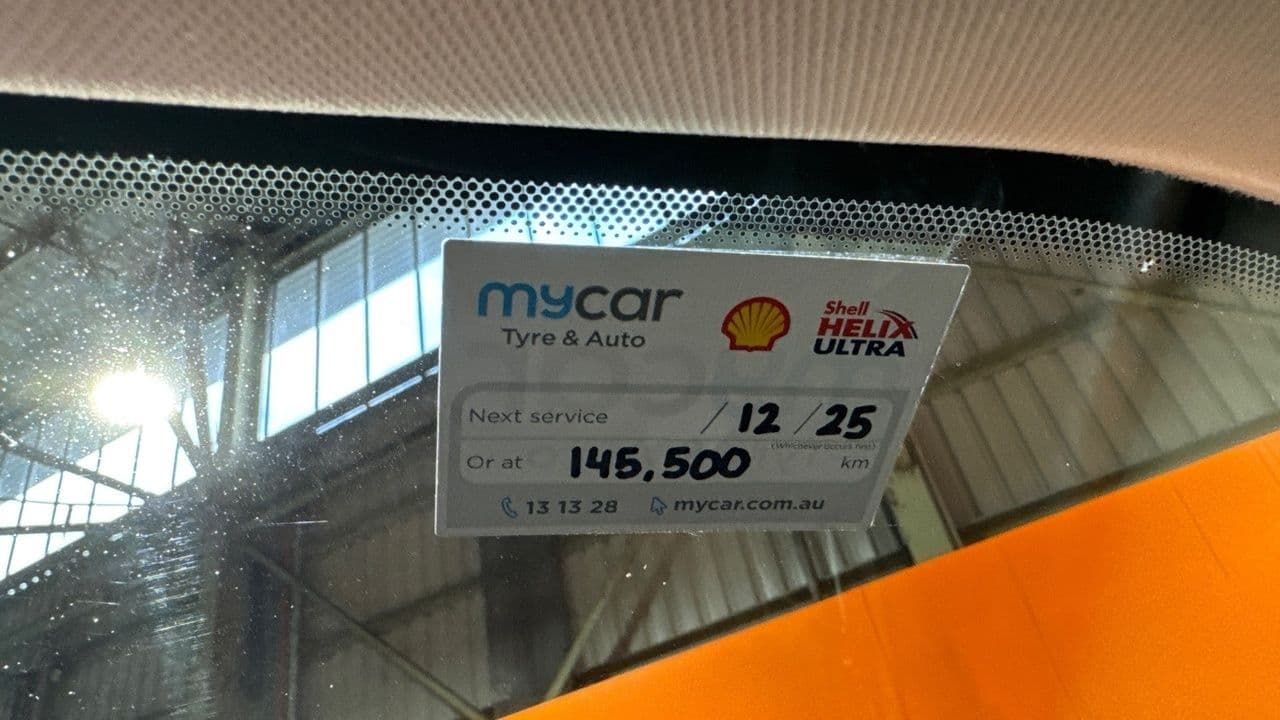 mycar
Tyre & Auto
Shell
HELIX
ULTRA
Next service / 12 / 25
(Whichever occurs first)
Or at 145,500 km
13 13 28 mycar.com.au